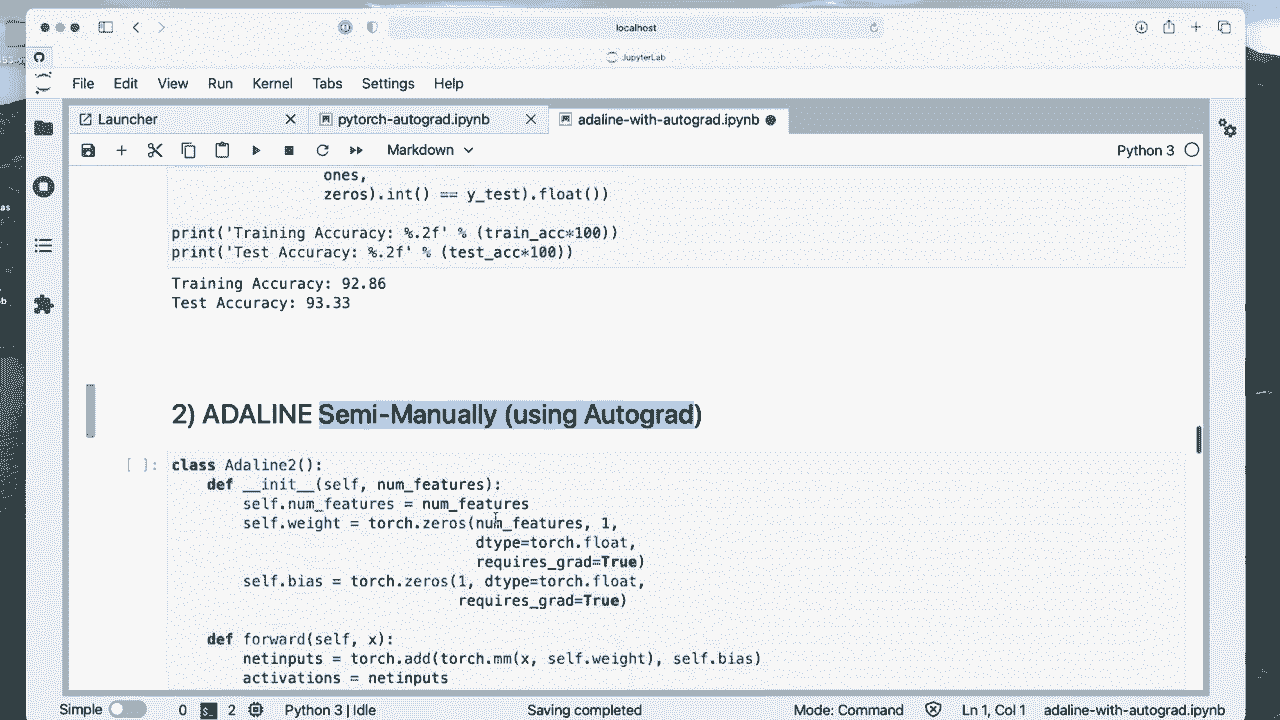 localhost
JupyterLab
File Edit View Run Kernel Tabs Settings Help
Launcher pytorch-autograd.ipynb adaline-with-autograd.ipynb
Markdown Python 3
ones,
zeros).int() == y_test).float())
print('Training Accuracy: %.2f' % (train_acc*100))
print('Test Accuracy: %.2f' % (test_acc*100))
Training Accuracy: 92.86
Test Accuracy: 93.33
2) ADALINE Semi-Manually (using Autograd)
[ ]: class Adaline2():
def __init__(self, num_features):
self.num_features = num_features
self.weight = torch.zeros(num_features, 1,
dtype=torch.float,
requires_grad=True)
self.bias = torch.zeros(1, dtype=torch.float,
requires_grad=True)
def forward(self, x):
netinputs = torch.add(torch.mm(x, self.weight), self.bias)
activations = netinputs
Simple 0 2 Python 3 | Idle Saving completed Mode: Command Ln 1, Col 1 adaline-with-autograd.ipynb